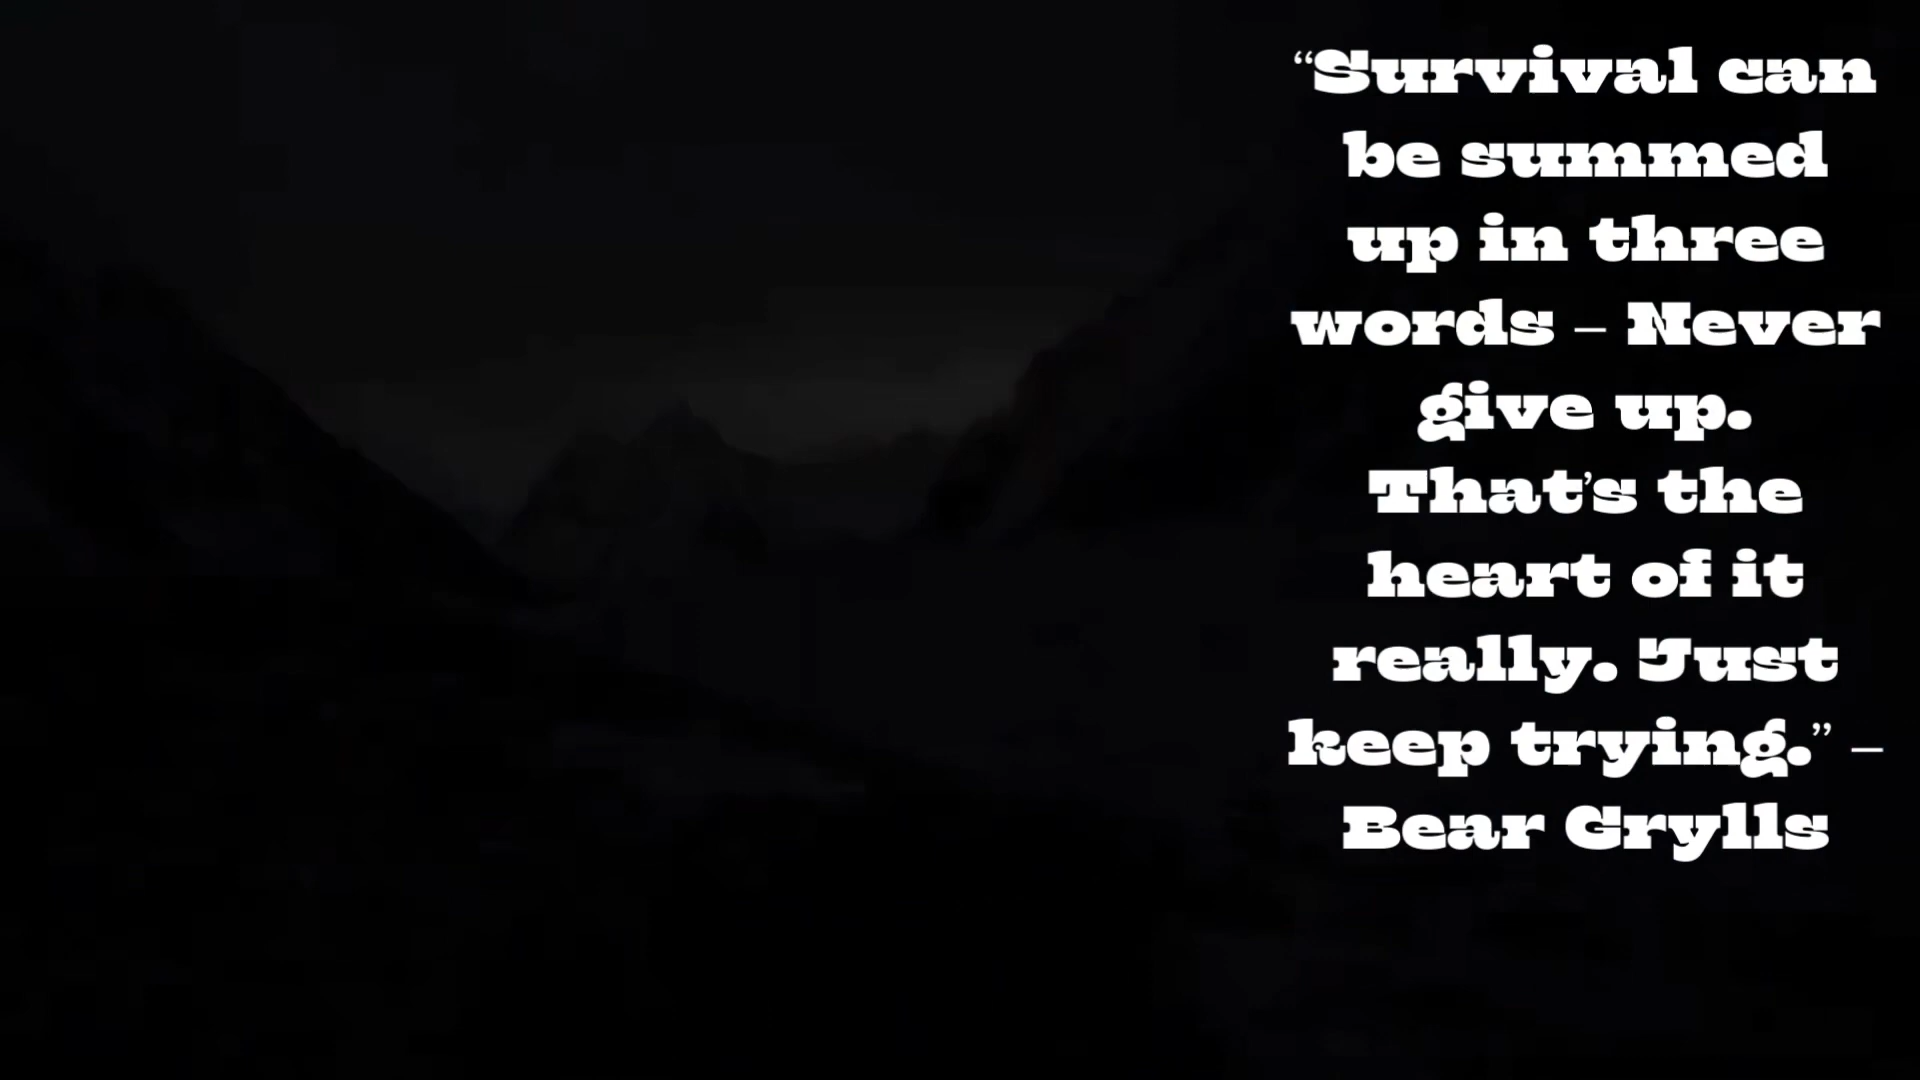 “Survival can
be summed
up in three
words – Never
give up.
That’s the
heart of it
really. Just
keep trying.” –
Bear Grylls